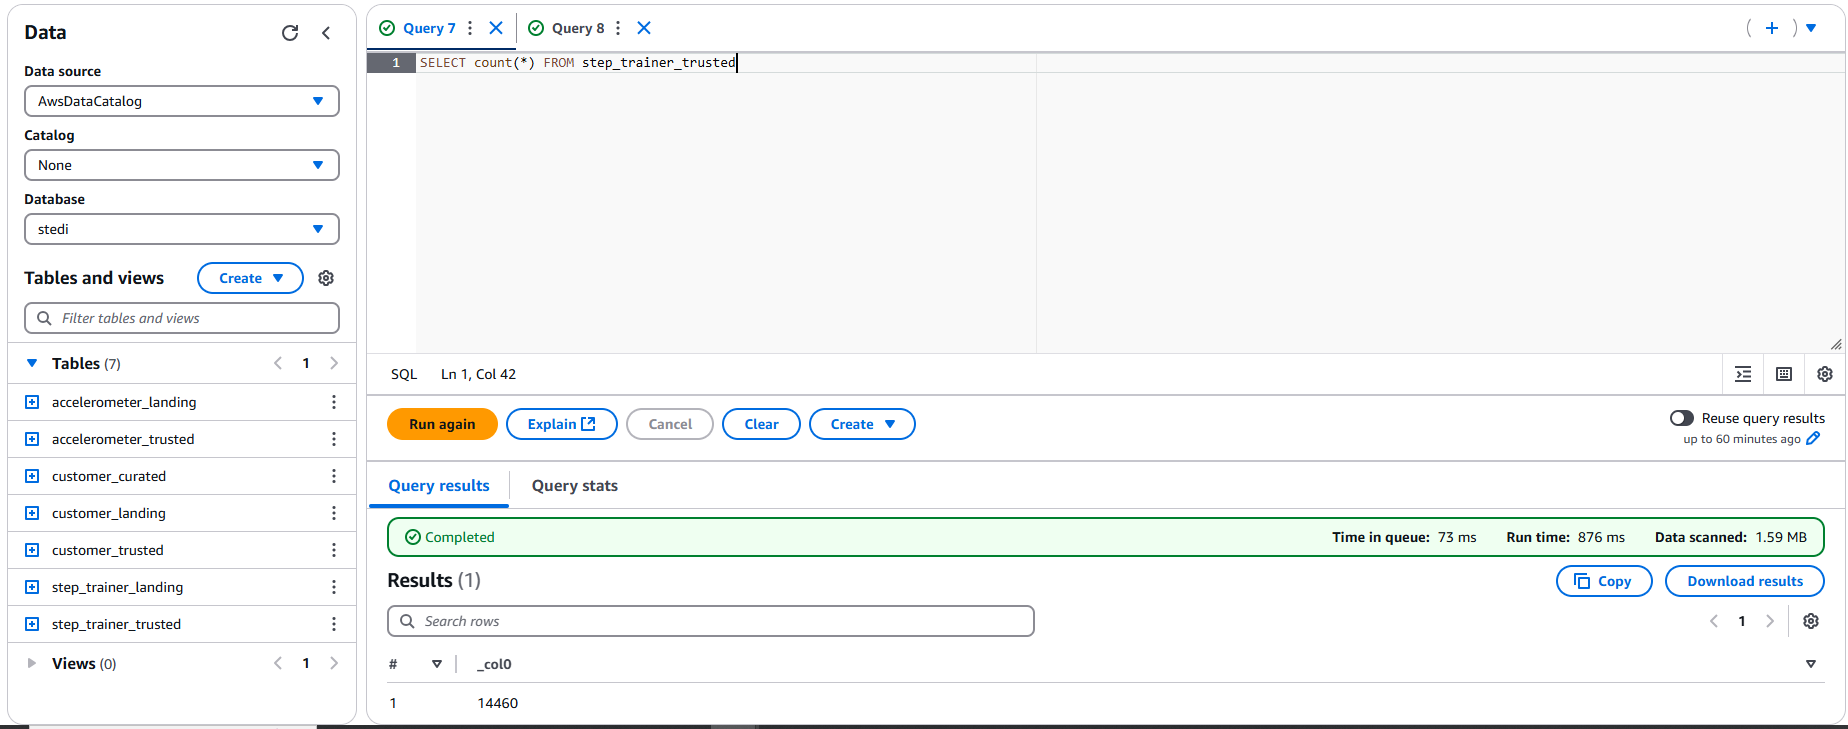 Data
Data source
AwsDataCatalog
Catalog
None
Database
stedi
Tables and views
Create
Filter tables and views
Tables (7)
1
accelerometer_landing
accelerometer_trusted
customer_curated
customer_landing
customer_trusted
step_trainer_landing
step_trainer_trusted
Views (0)
1
Query 7
Query 8
1 SELECT count(*) FROM step_trainer_trusted
SQL Ln 1, Col 42
Run again
Explain
Cancel
Clear
Create
Reuse query results
up to 60 minutes ago
Query results
Query stats
Completed
Time in queue: 73 ms
Run time: 876 ms
Data scanned: 1.59 MB
Results (1)
Copy
Download results
Search rows
1
# _col0
1 14460